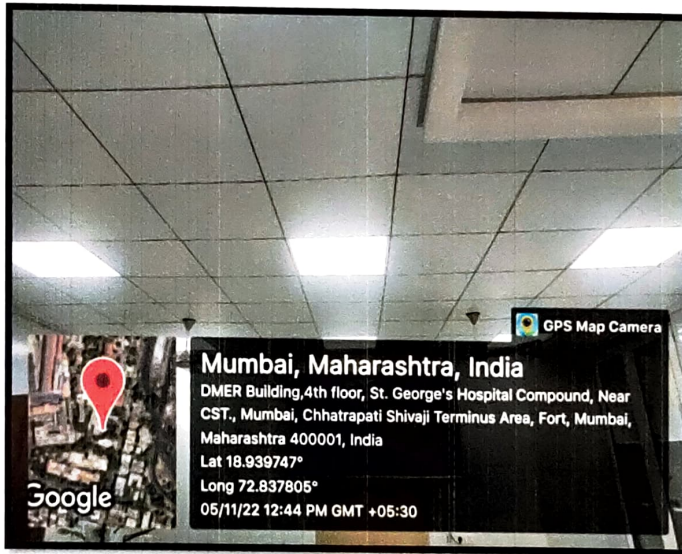 GPS Map Camera
Mumbai, Maharashtra, India
DMER Building,4th floor, St. George's Hospital Compound, Near
CST., Mumbai, Chhatrapati Shivaji Terminus Area, Fort, Mumbai,
Maharashtra 400001, India
Lat 18.939747°
Long 72.837805°
05/11/22 12:44 PM GMT +05:30
Google